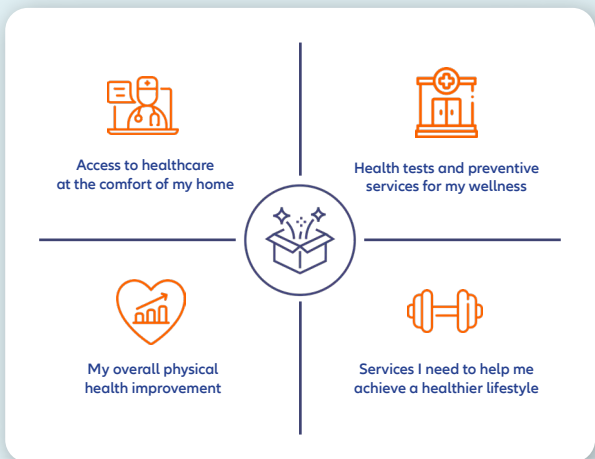 Access to healthcare
at the comfort of my home
Health tests and preventive
services for my wellness
My overall physical
health improvement
Services I need to help me
achieve a healthier lifestyle